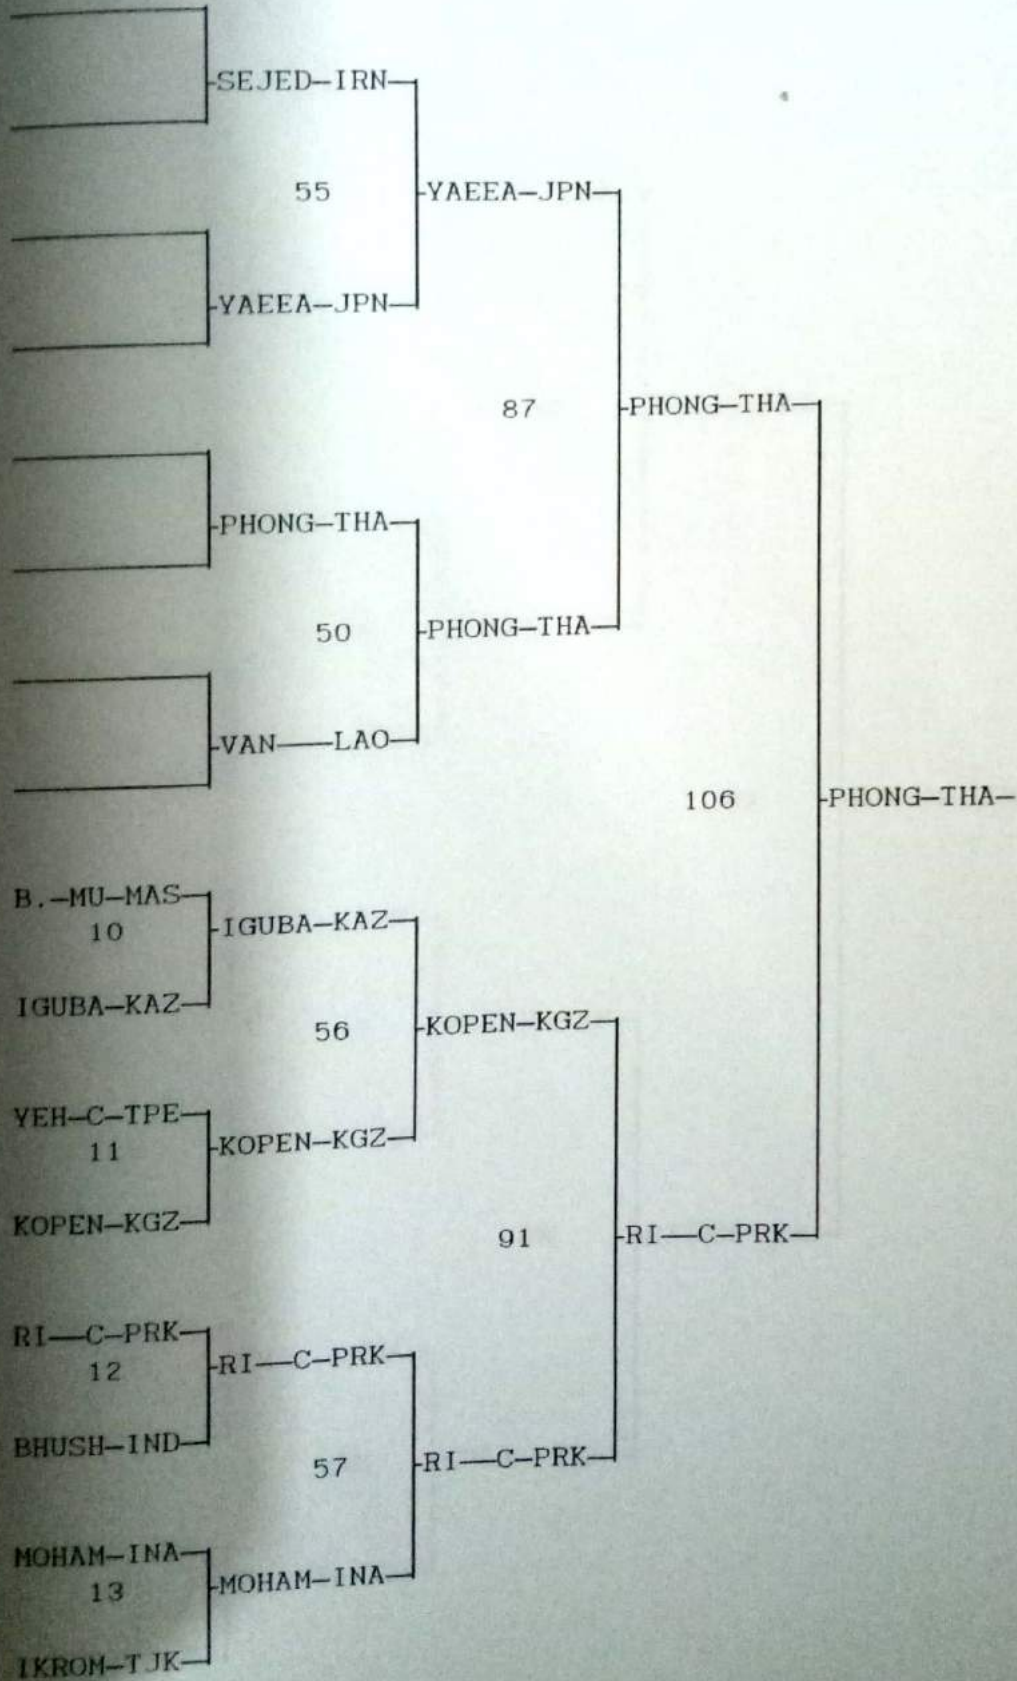 SEJED-IRN
55
YAEEA-JPN
YAEEA-JPN
87
PHONG-THA
PHONG-THA
50
PHONG-THA
VAN——LAO
106
PHONG-THA-
B.-MU-MAS
10
IGUBA-KAZ
IGUBA-KAZ
56
KOPEN-KGZ
YEH-C-TPE
11
KOPEN-KGZ
KOPEN-KGZ
91
RI——C-PRK
RI——C-PRK
12
RI——C-PRK
BHUSH-IND
57
RI——C-PRK
MOHAM-INA
13
MOHAM-INA
IKROM-TJK